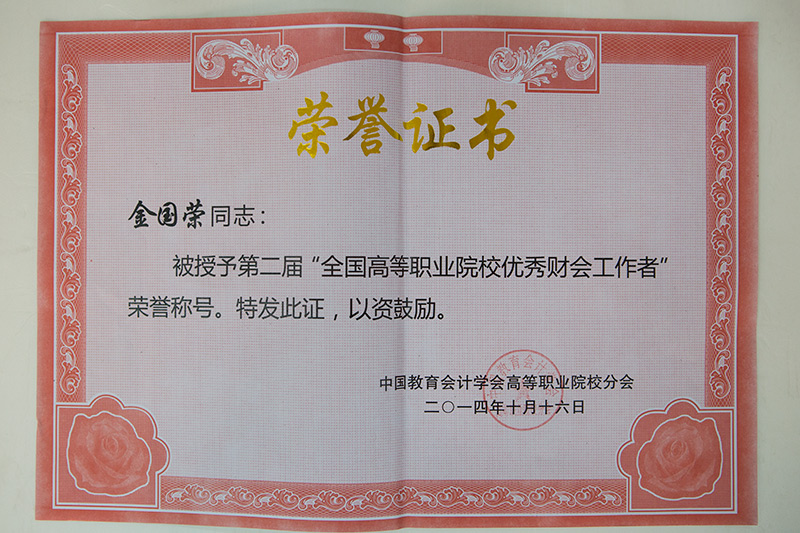 荣誉证书
金国荣同志：
被授予第二届“全国高等职业院校优秀财会工作者”
荣誉称号。特发此证，以资鼓励。
中国教育会计学会高等职业院校分会
二〇一四年十月十六日